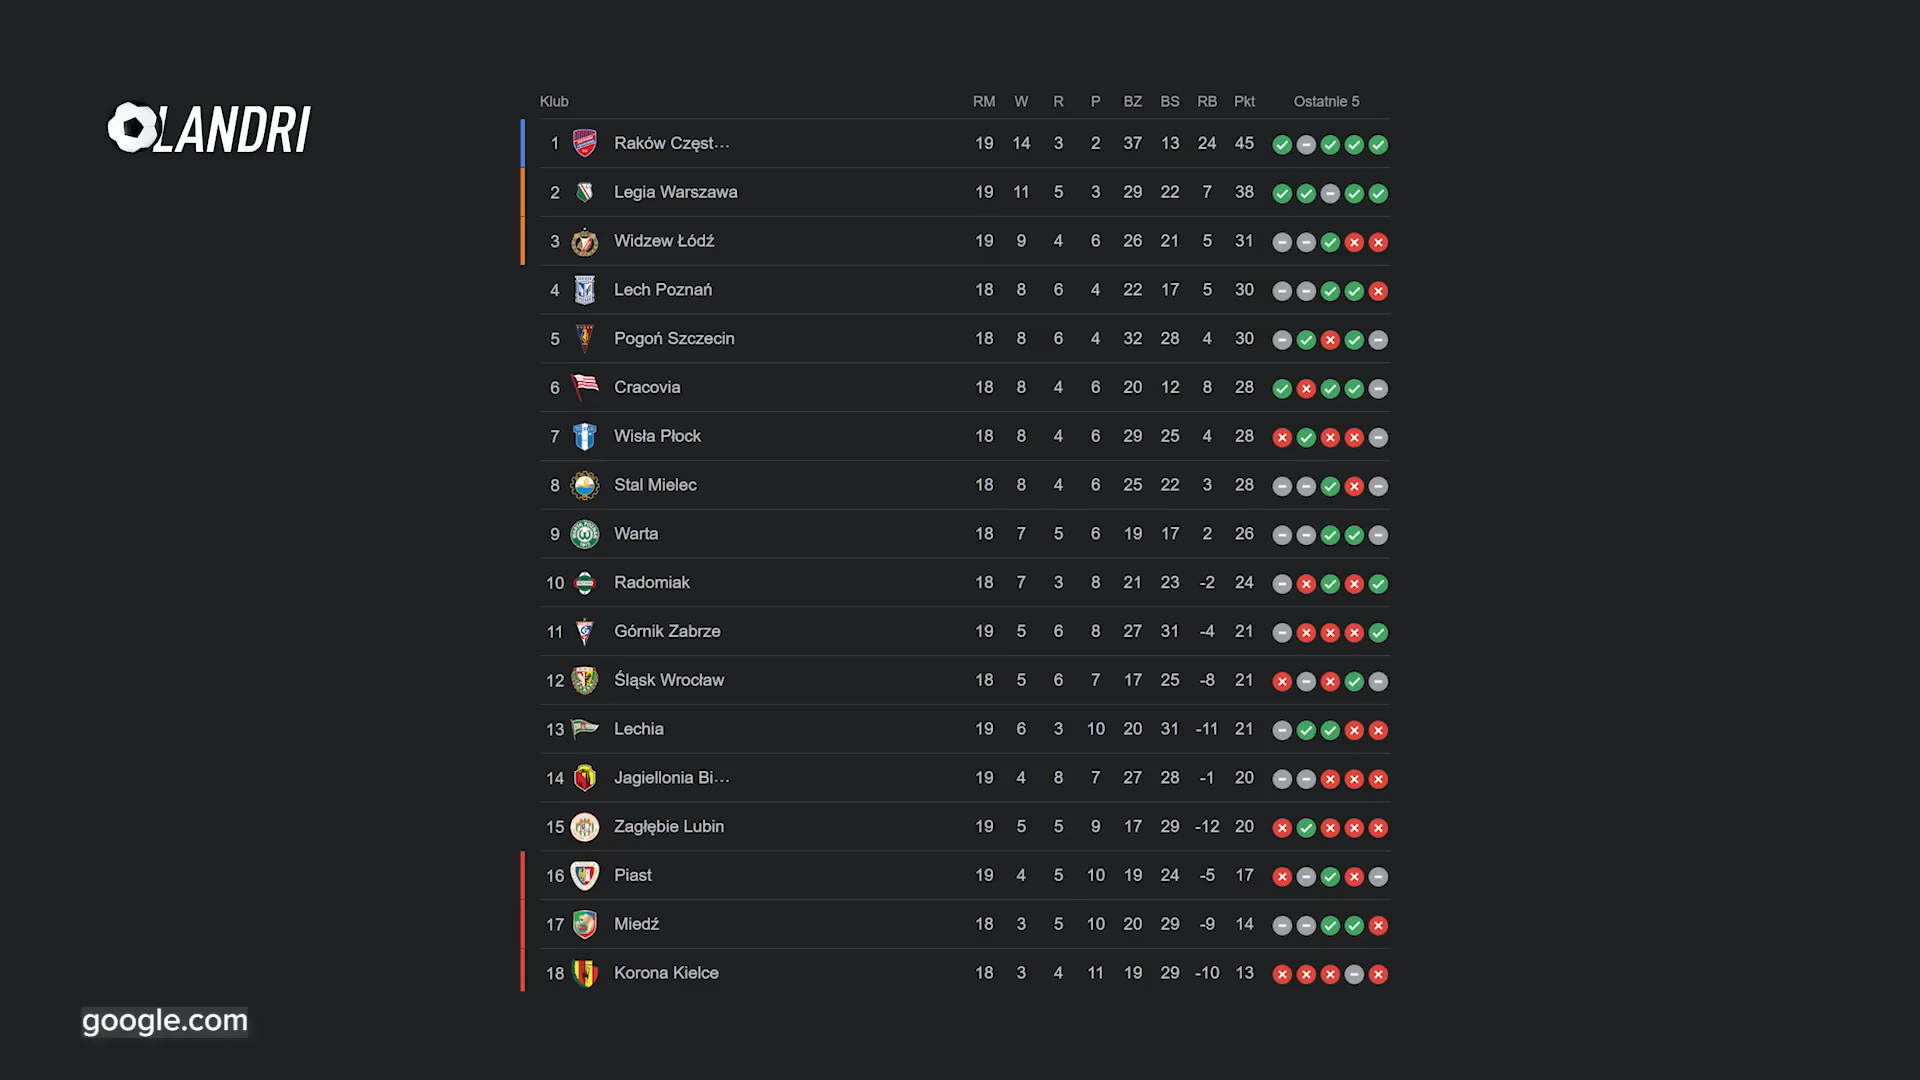 OLANDRI
Klub RM W R P BZ BS RB Pkt Ostatnie 5
1 Raków Częst... 19 14 3 2 37 13 24 45
2 Legia Warszawa 19 11 5 3 29 22 7 38
3 Widzew Łódź 19 9 4 6 26 21 5 31
4 Lech Poznań 18 8 6 4 22 17 5 30
5 Pogoń Szczecin 18 8 6 4 32 28 4 30
6 Cracovia 18 8 4 6 20 12 8 28
7 Wisła Płock 18 8 4 6 29 25 4 28
8 Stal Mielec 18 8 4 6 25 22 3 28
9 Warta 18 7 5 6 19 17 2 26
10 Radomiak 18 7 3 8 21 23 -2 24
11 Górnik Zabrze 19 5 6 8 27 31 -4 21
12 Śląsk Wrocław 18 5 6 7 17 25 -8 21
13 Lechia 19 6 3 10 20 31 -11 21
14 Jagiellonia Bi... 19 4 8 7 27 28 -1 20
15 Zagłębie Lubin 19 5 5 9 17 29 -12 20
16 Piast 19 4 5 10 19 24 -5 17
17 Miedź 18 3 5 10 20 29 -9 14
18 Korona Kielce 18 3 4 11 19 29 -10 13
google.com